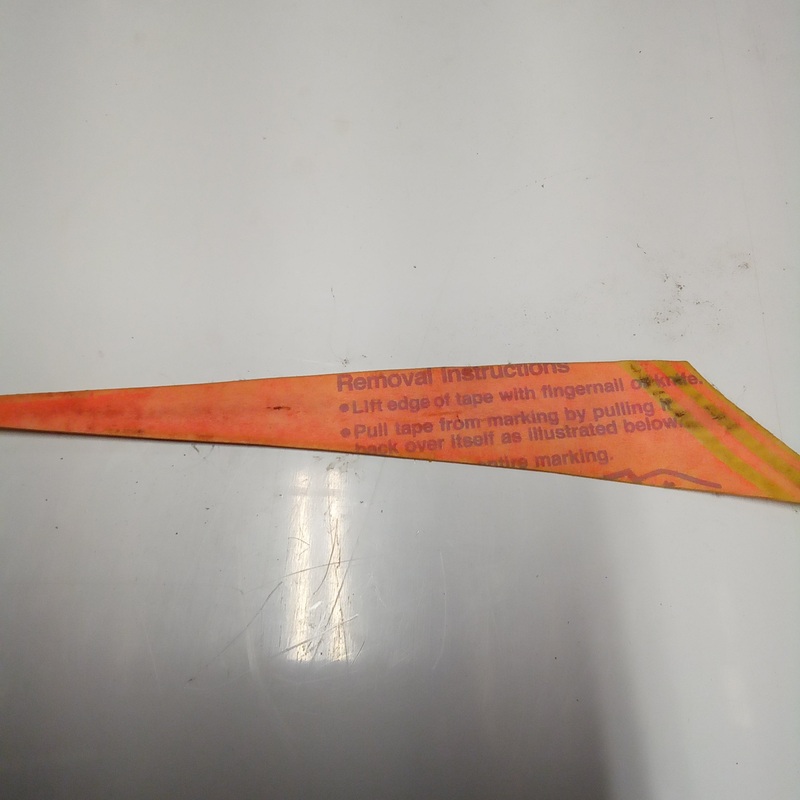 Removal Instructions
• Lift edge of tape with fingernail or knife.
• Pull tape from marking by pulling it
back over itself as illustrated below.
entire marking.